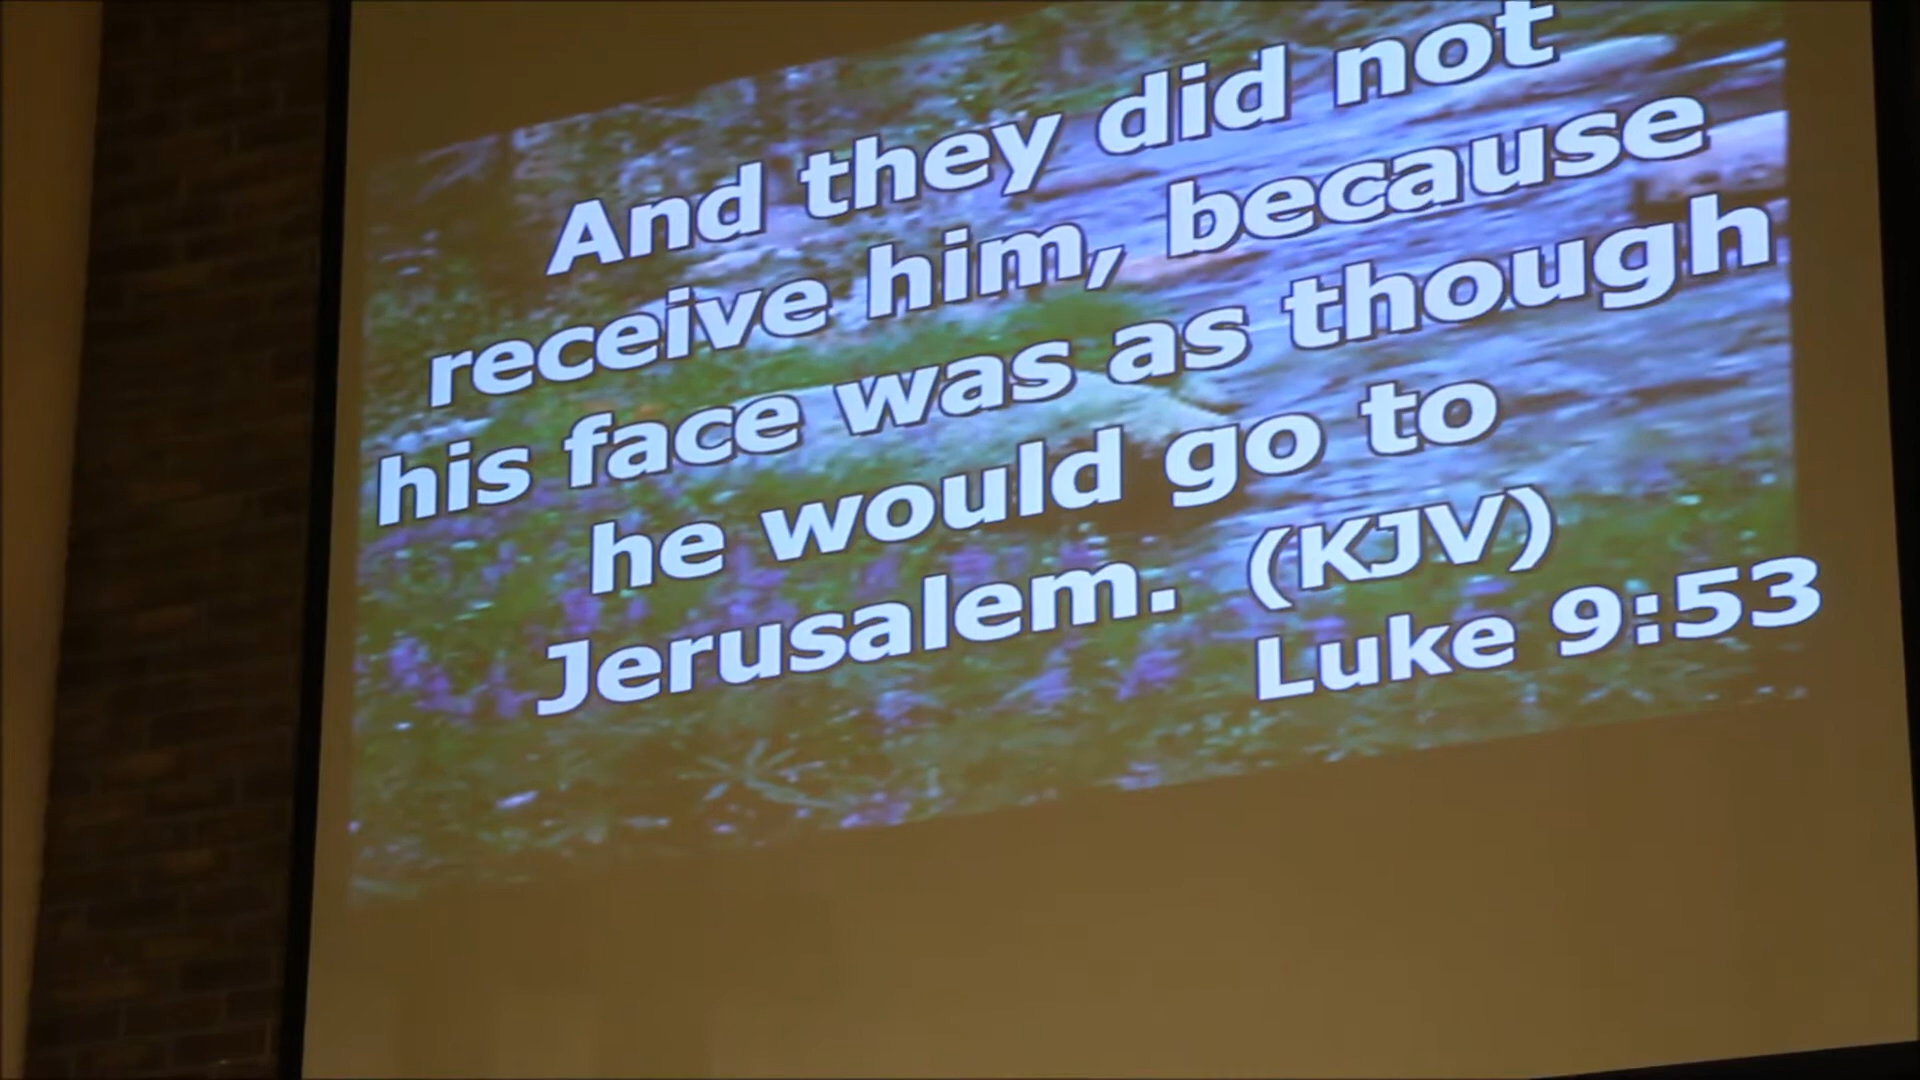 And they did not
receive him, because
his face was as though
he would go to
Jerusalem. (KJV)
Luke 9:53